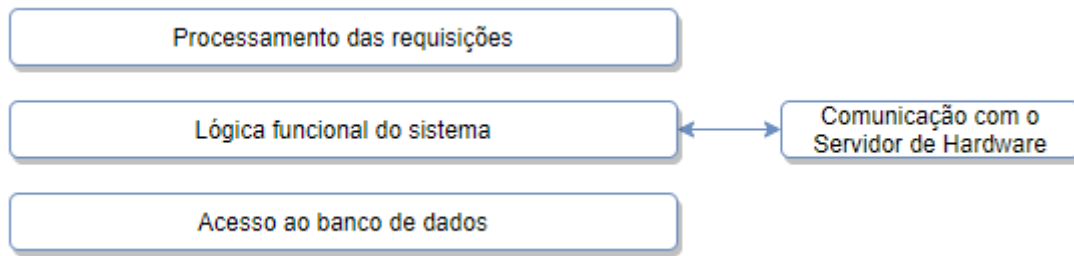 Processamento das requisições
Lógica funcional do sistema
Comunicação com o
Servidor de Hardware
Acesso ao banco de dados